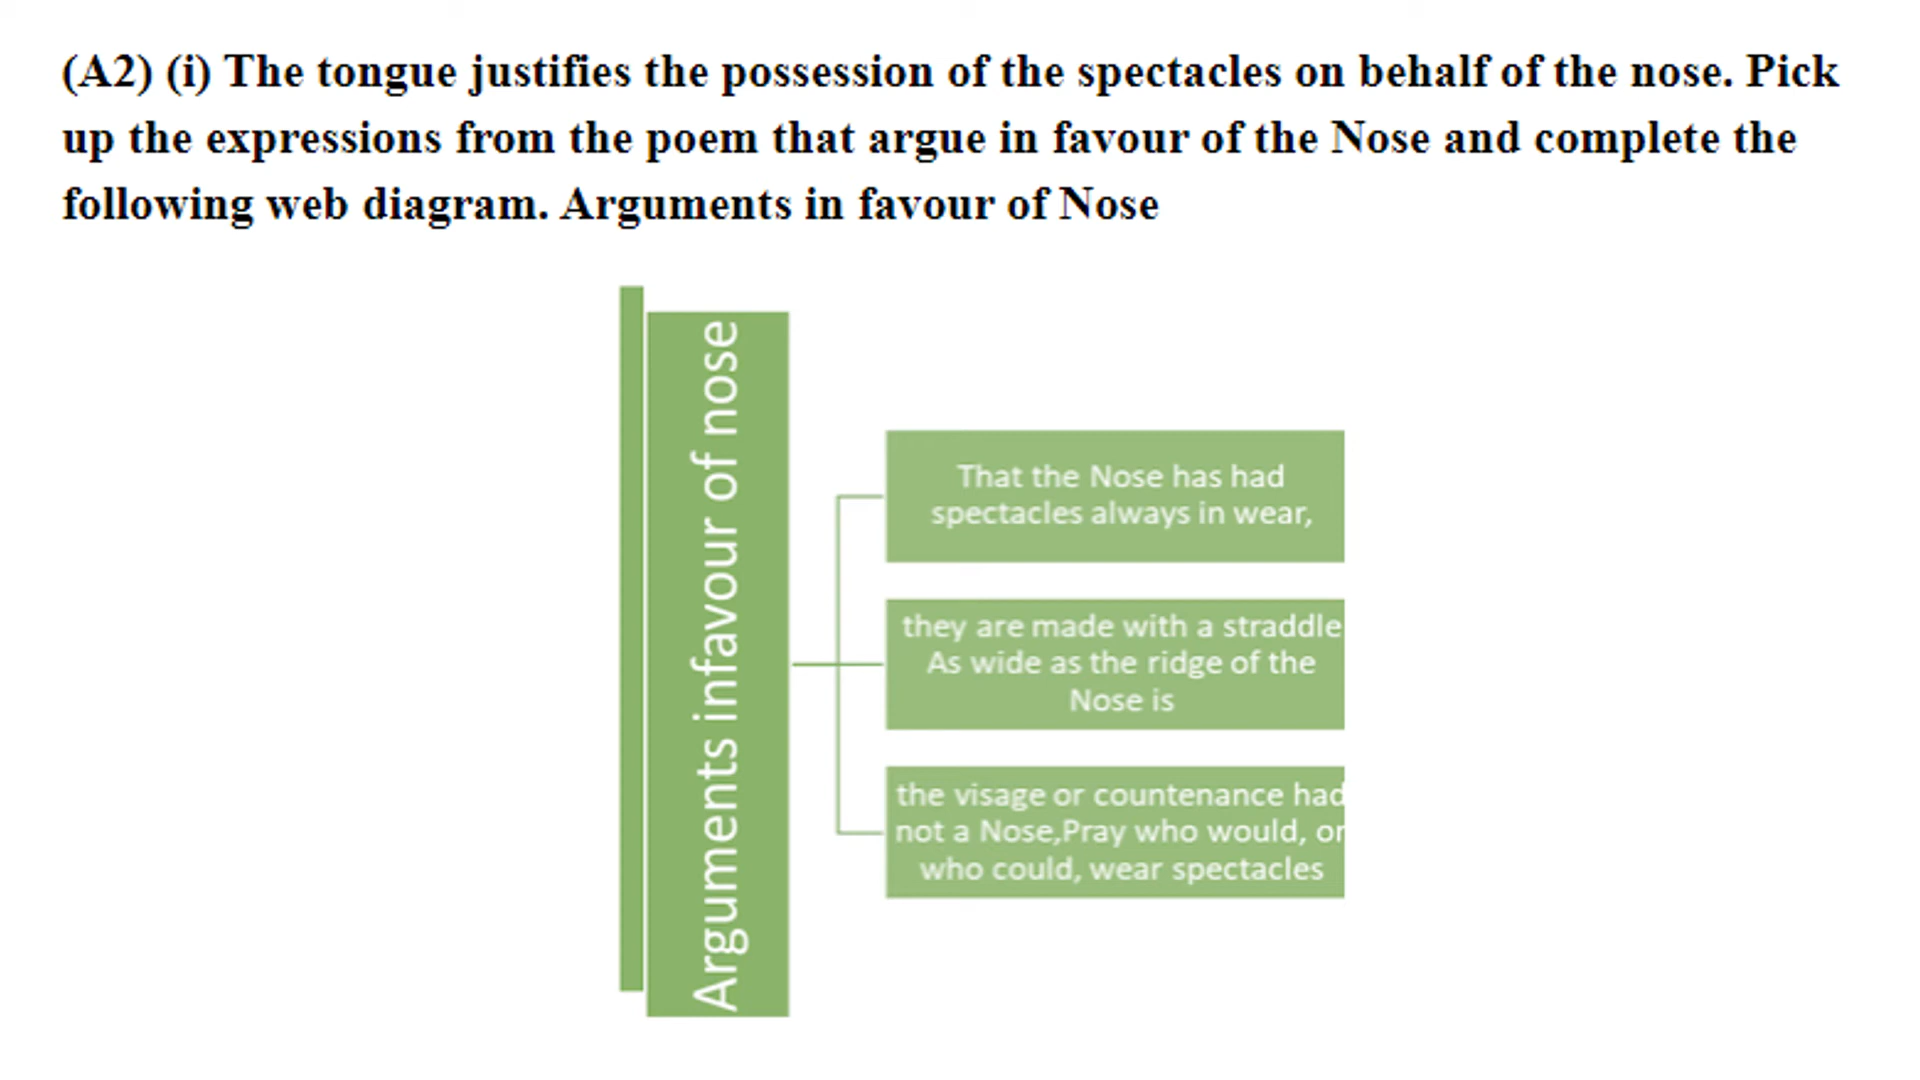 (A2) (i) The tongue justifies the possession of the spectacles on behalf of the nose. Pick
up the expressions from the poem that argue in favour of the Nose and complete the
following web diagram. Arguments in favour of Nose
Arguments infavour of nose
That the Nose has had
spectacles always in wear,
they are made with a straddle
As wide as the ridge of the
Nose is
the visage or countenance had
not a Nose,Pray who would, or
who could, wear spectacles